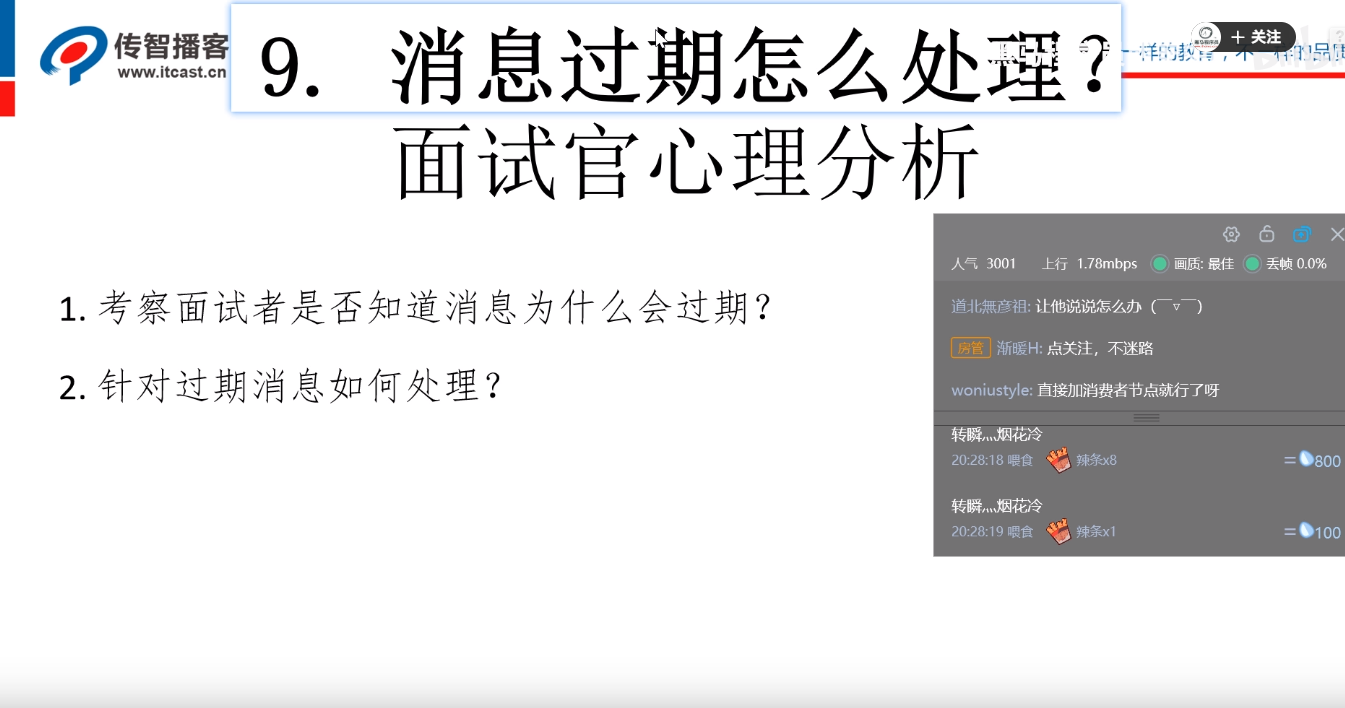 传智播客
www.itcast.cn
9. 消息过期怎么处理？
+ 关注
面试官心理分析
1. 考察面试者是否知道消息为什么会过期？
2. 针对过期消息如何处理？
人气 3001 上行 1.78mbps 画质: 最佳 丢帧 0.0%
道北無彦祖: 让他说说怎么办（￣▽￣）
房管 渐暖H: 点关注，不迷路
woniustyle: 直接加消费者节点就行了呀
转瞬灬烟花冷
20:28:18 喂食 辣条x8 =800
转瞬灬烟花冷
20:28:19 喂食 辣条x1 =100